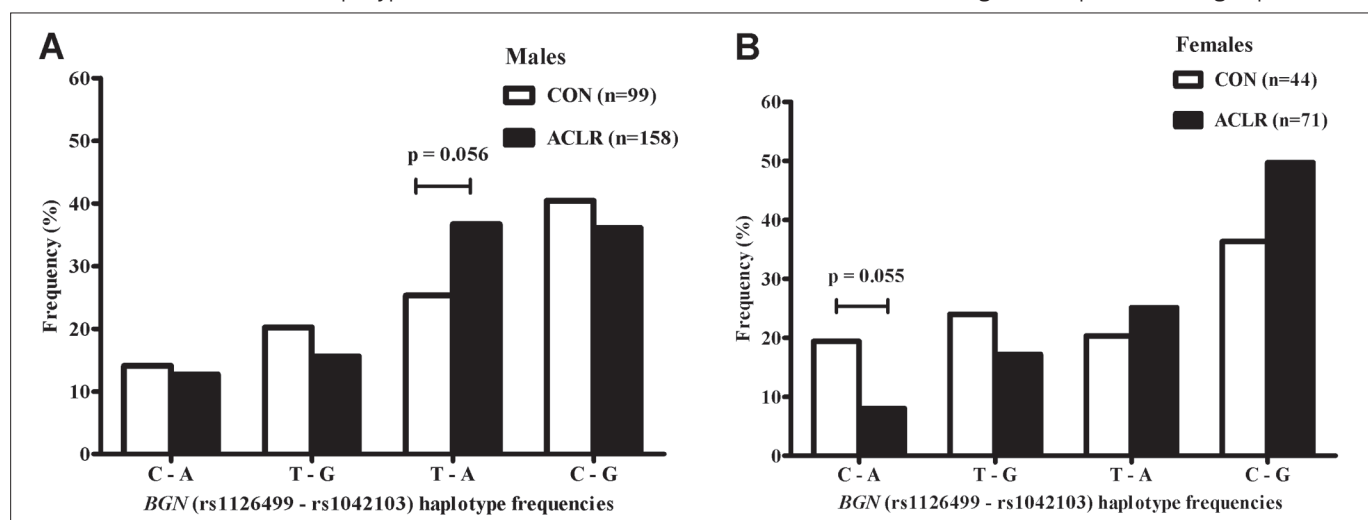 A
Males
CON (n=99)
ACLR (n=158)
p = 0.056
Frequency (%)
60
50
40
30
20
10
0
C - A
T - G
T - A
C - G
BGN (rs1126499 - rs1042103) haplotype frequencies
B
Females
CON (n=44)
ACLR (n=71)
p = 0.055
Frequency (%)
60
50
40
30
20
10
0
C - A
T - G
T - A
C - G
BGN (rs1126499 - rs1042103) haplotype frequencies